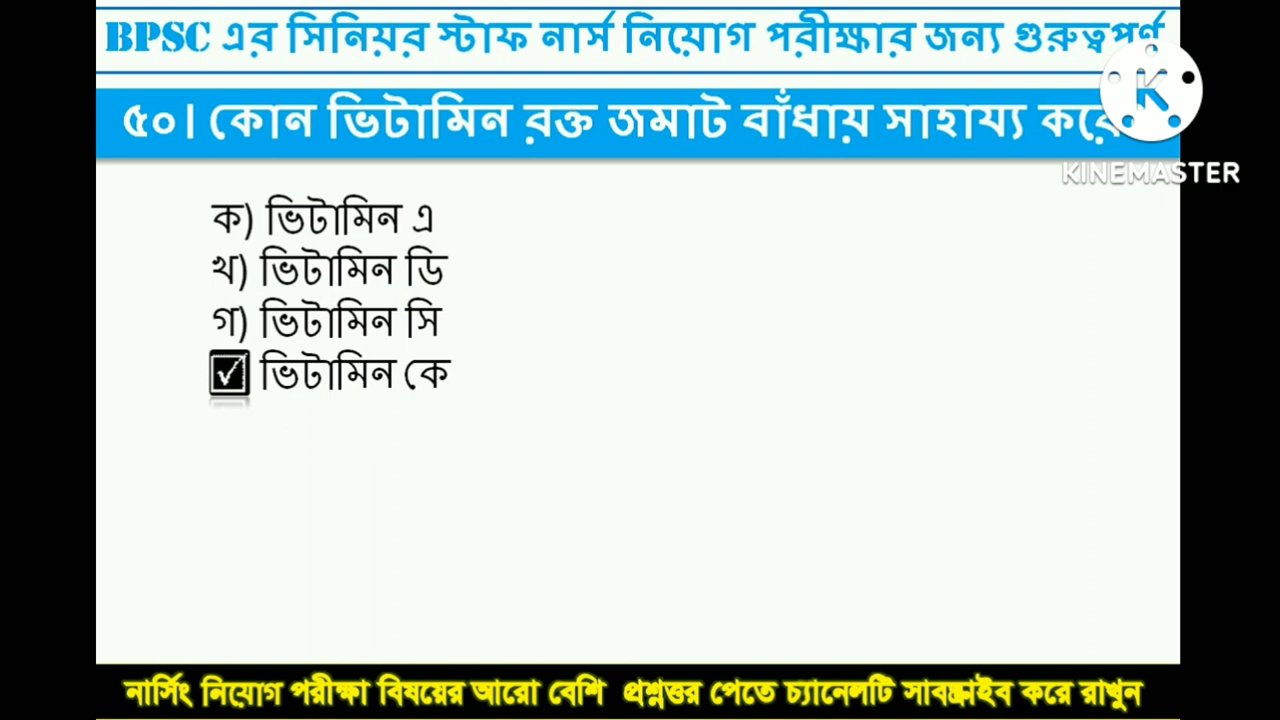 BPSC এর সিনিয়র স্টাফ নার্স নিয়োগ পরীক্ষার জন্য গুরুত্বপূর্ণ
৫০। কোন ভিটামিন রক্ত জমাট বাঁধায় সাহায্য করে
K
KINEMASTER
ক) ভিটামিন এ
খ) ভিটামিন ডি
গ) ভিটামিন সি
ভিটামিন কে
নার্সিং নিয়োগ পরীক্ষা বিষয়ের আরো বেশি প্রশ্নত্তর পেতে চ্যানেলটি সাবস্ক্রাইব করে রাখুন